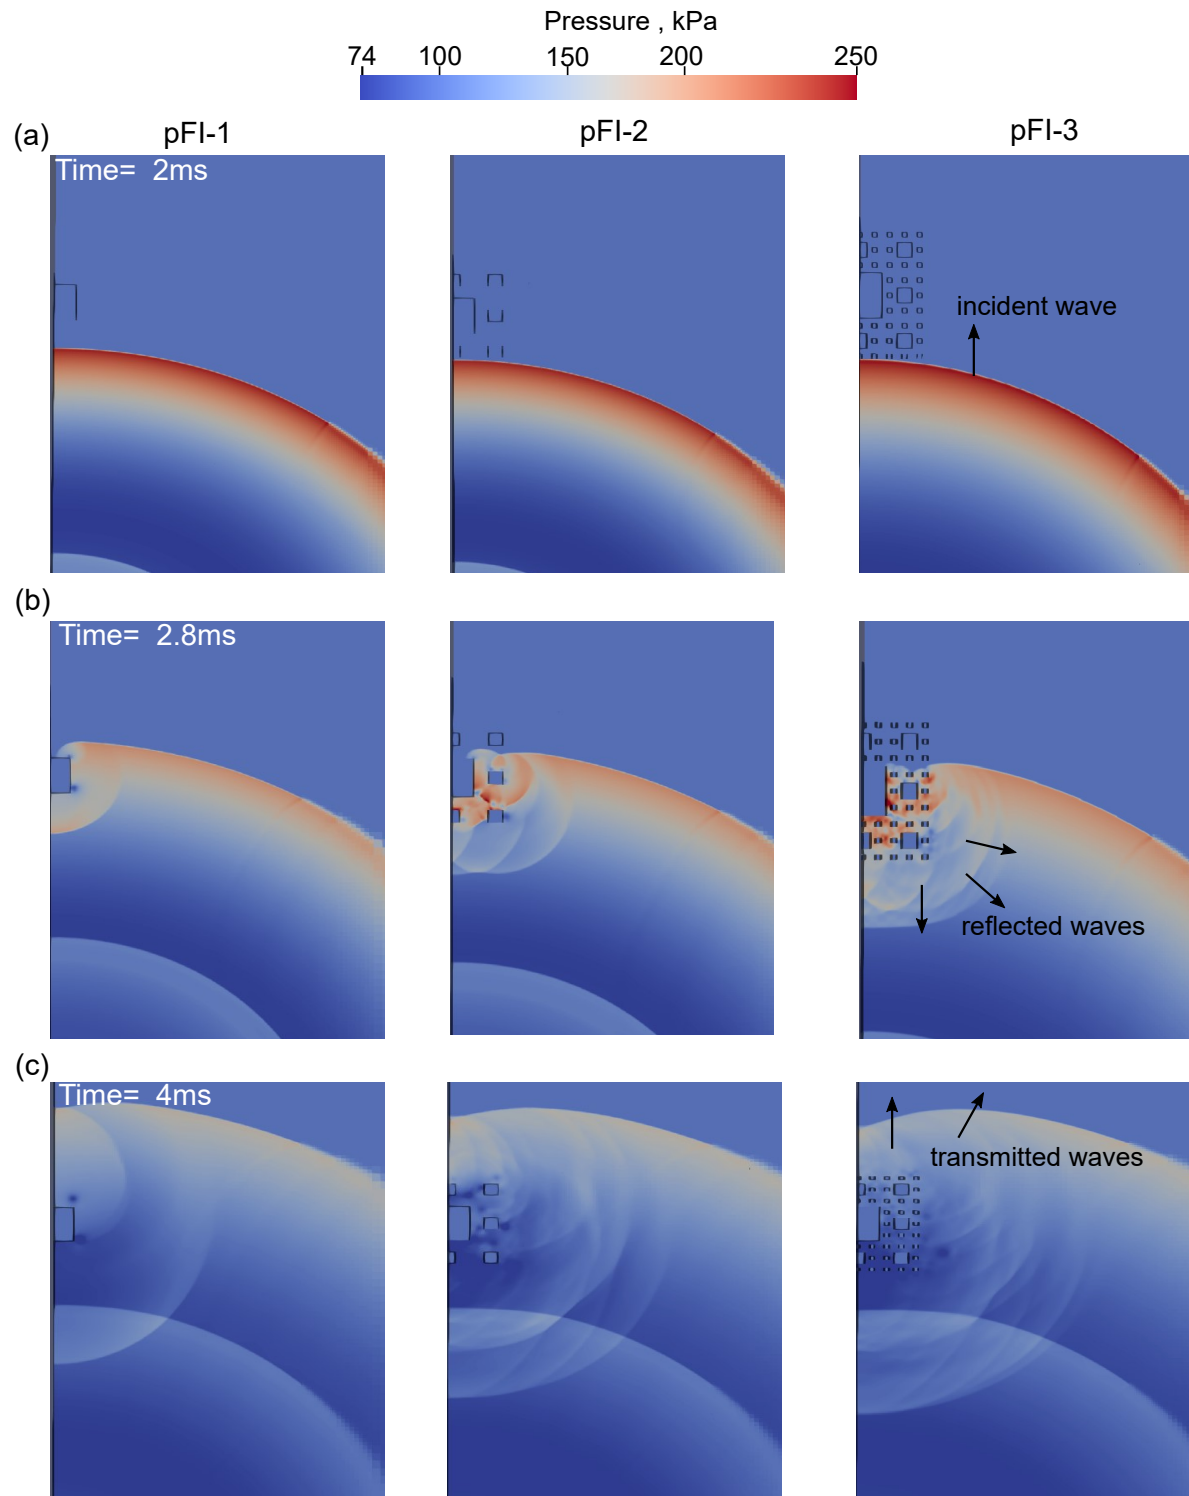 Pressure , kPa
74 100 150 200 250
(a) pFI-1 pFI-2 pFI-3
Time= 2ms
incident wave
(b)
Time= 2.8ms
reflected waves
(c)
Time= 4ms
transmitted waves